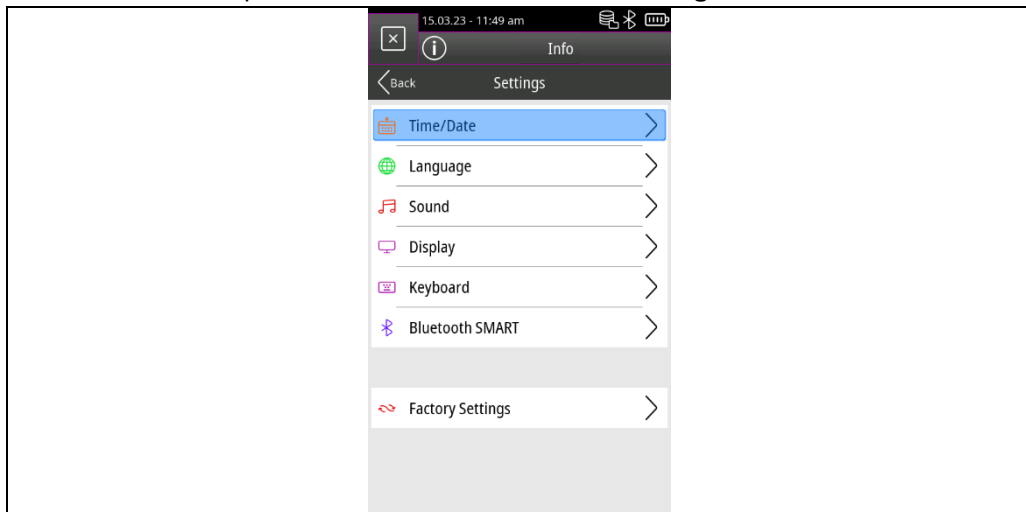 15.03.23 - 11:49 am
Info
Back Settings
Time/Date
Language
Sound
Display
Keyboard
Bluetooth SMART
Factory Settings